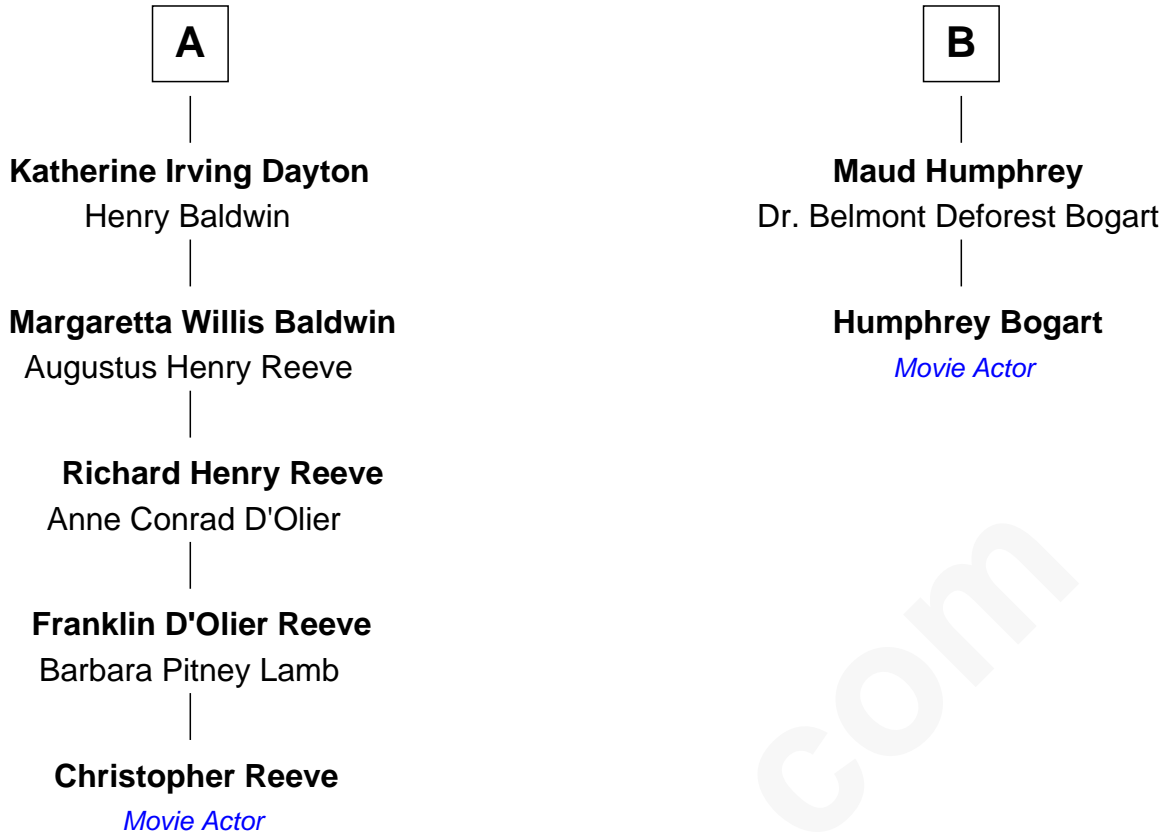 A
Katherine Irving Dayton
Henry Baldwin
Margaretta Willis Baldwin
Augustus Henry Reeve
Richard Henry Reeve
Anne Conrad D'Olier
Franklin D'Olier Reeve
Barbara Pitney Lamb
Christopher Reeve
Movie Actor
B
Maud Humphrey
Dr. Belmont Deforest Bogart
Humphrey Bogart
Movie Actor
com